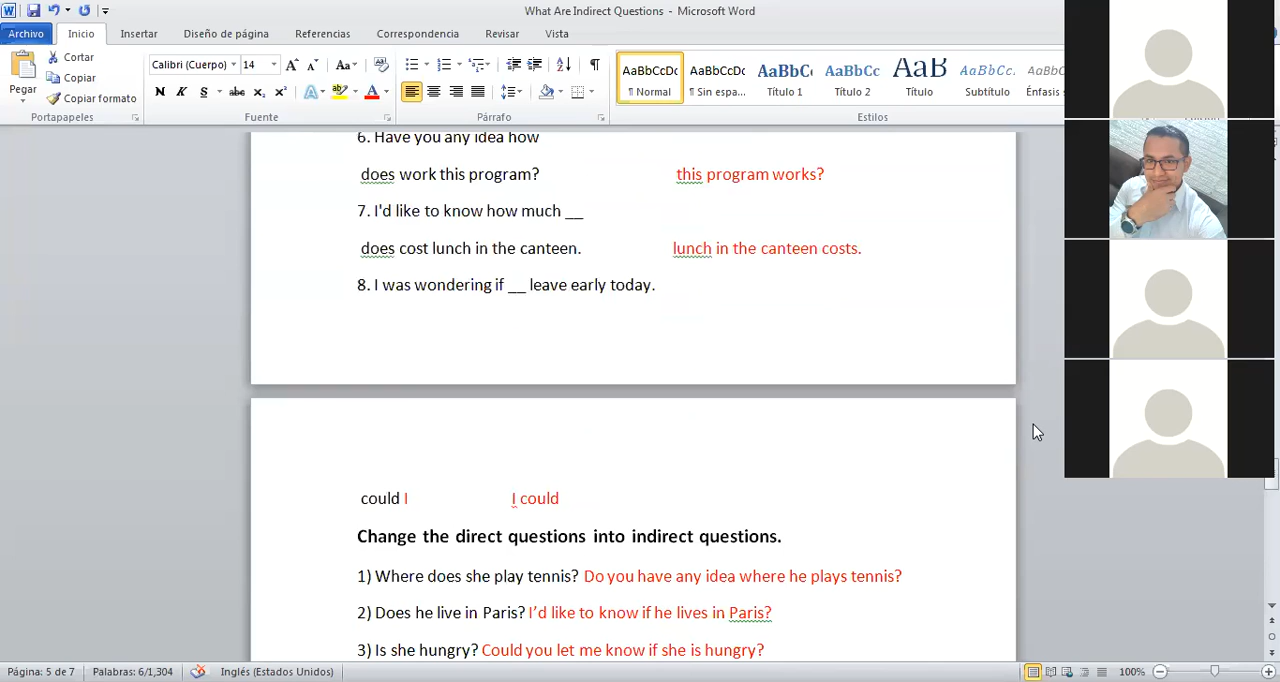 What Are Indirect Questions - Microsoft Word
Archivo Inicio Insertar Diseño de página Referencias Correspondencia Revisar Vista
Pegar
Cortar
Copiar
Copiar formato
Portapapeles
Calibri (Cuerpo) 14
Fuente
Párrafo
AaBbCcDc AaBbCcDc AaBbC AaBbCc AaB AaBbCc AaBbCc
¶ Normal ¶ Sin espa... Título 1 Título 2 Título Subtítulo Énfasis
Estilos
6. Have you any idea how
does work this program? this program works?
7. I'd like to know how much __
does cost lunch in the canteen. lunch in the canteen costs.
8. I was wondering if __ leave early today.
could I I could
Change the direct questions into indirect questions.
1) Where does she play tennis? Do you have any idea where he plays tennis?
2) Does he live in Paris? I’d like to know if he lives in Paris?
3) Is she hungry? Could you let me know if she is hungry?
Página: 5 de 7 Palabras: 6/1,304 Inglés (Estados Unidos) 100%